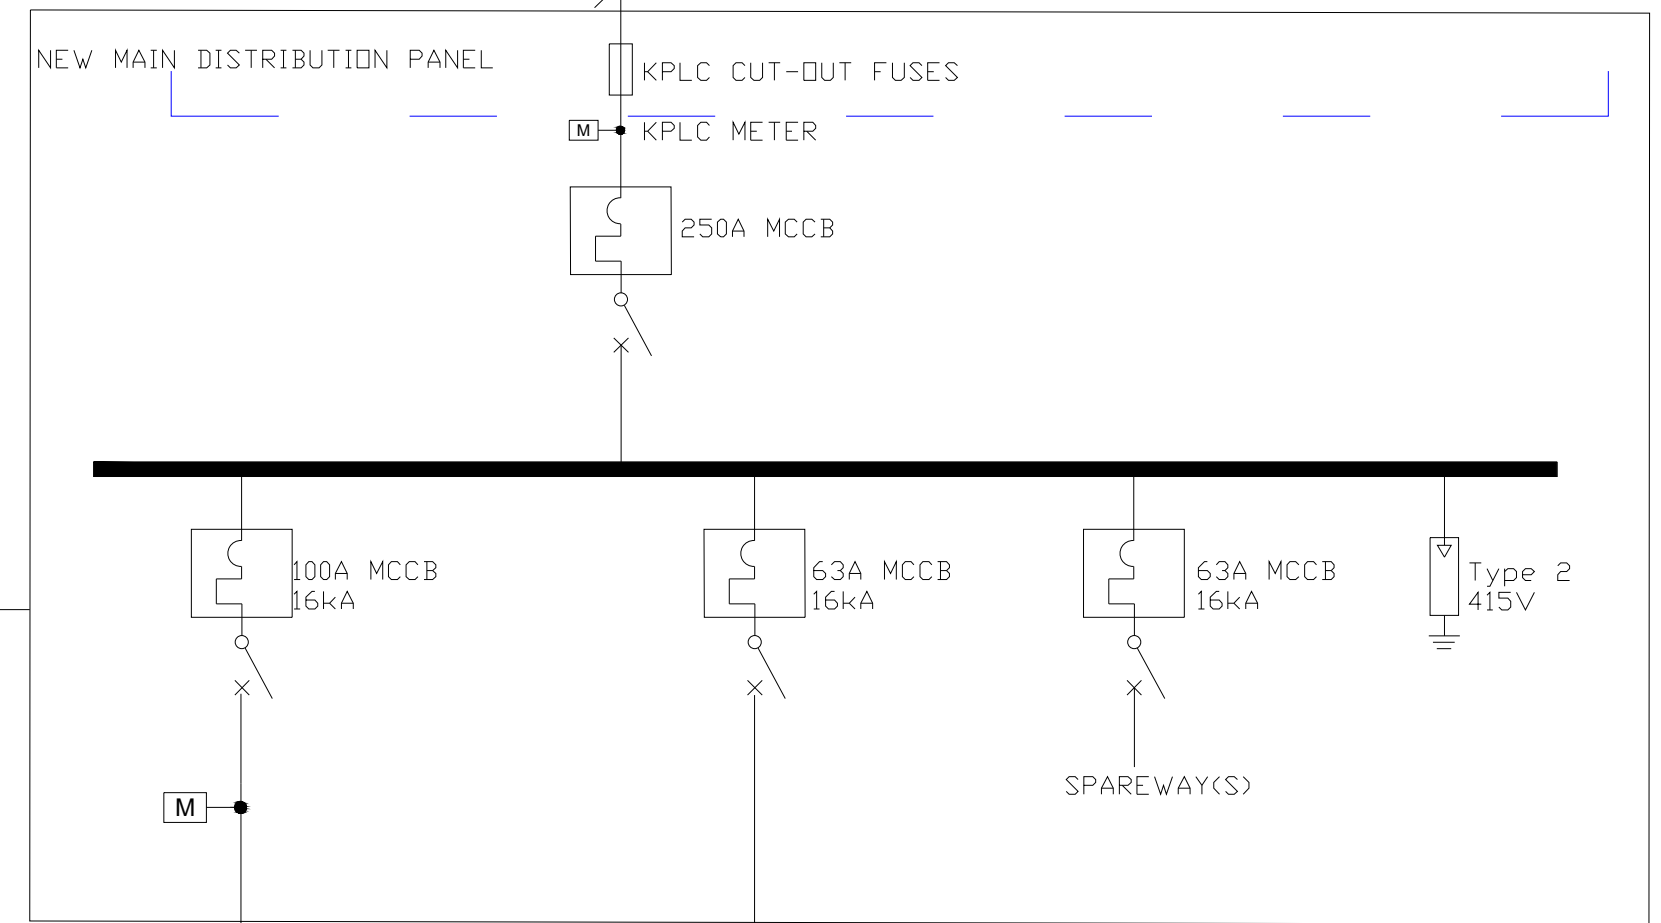 NEW MAIN DISTRIBUTION PANEL
KPLC CUT-OUT FUSES
M
KPLC METER
250A MCCB
100A MCCB
16kA
63A MCCB
16kA
63A MCCB
16kA
Type 2
415V
SPAREWAY(S)
M